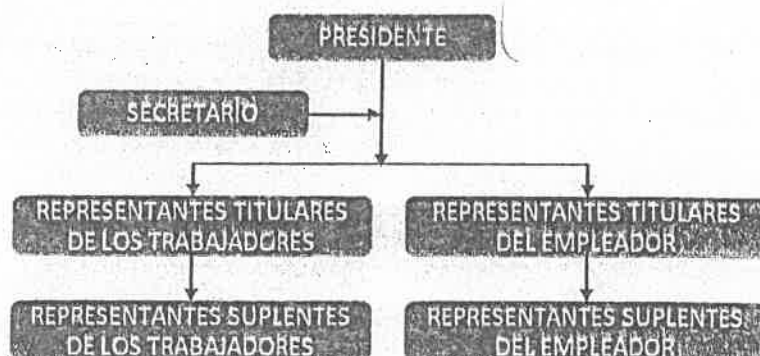 PRESIDENTE
SECRETARIO
REPRESENTANTES TITULARES
DE LOS TRABAJADORES
REPRESENTANTES TITULARES
DEL EMPLEADOR
REPRESENTANTES SUPLENTES
DE LOS TRABAJADORES
REPRESENTANTES SUPLENTES
DEL EMPLEADOR